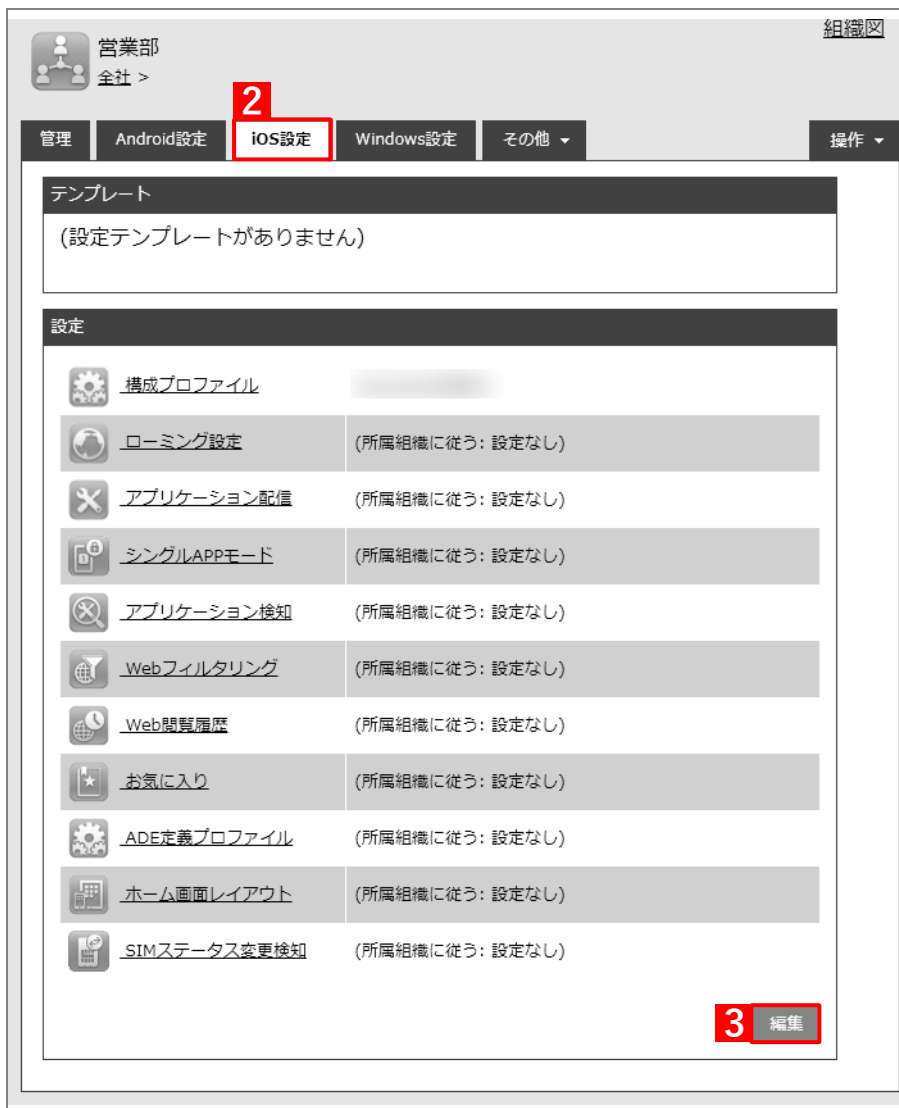 組織図
営業部
全社 >
2
管理 Android設定 iOS設定 Windows設定 その他 操作
テンプレート
(設定テンプレートがありません)
設定
構成プロファイル
ローミング設定 (所属組織に従う: 設定なし)
アプリケーション配信 (所属組織に従う: 設定なし)
シングルAPPモード (所属組織に従う: 設定なし)
アプリケーション検知 (所属組織に従う: 設定なし)
Webフィルタリング (所属組織に従う: 設定なし)
Web閲覧履歴 (所属組織に従う: 設定なし)
お気に入り (所属組織に従う: 設定なし)
ADE定義プロファイル (所属組織に従う: 設定なし)
ホーム画面レイアウト (所属組織に従う: 設定なし)
SIMステータス変更検知 (所属組織に従う: 設定なし)
3 編集